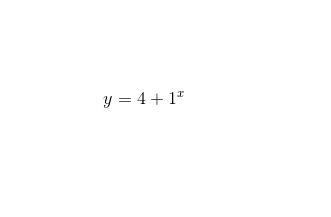 y = 4 + 1^x